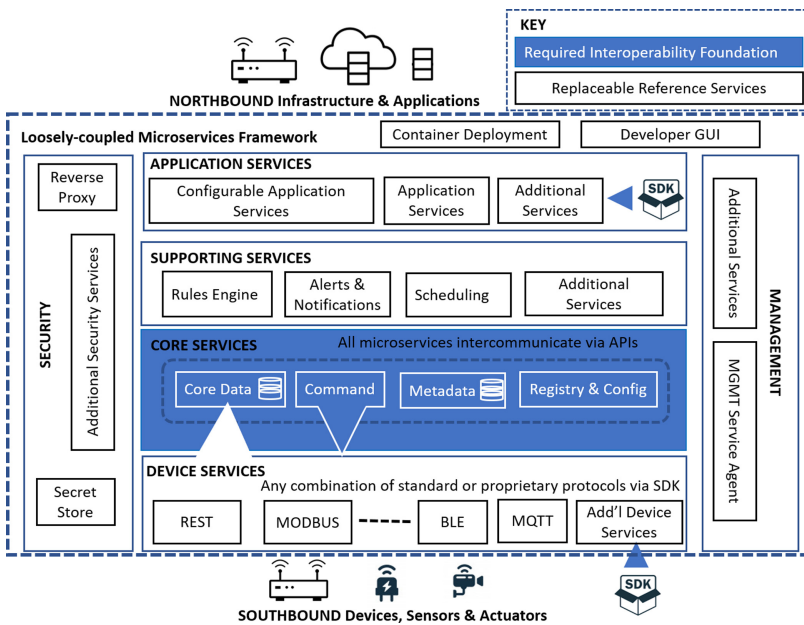 KEY
Required Interoperability Foundation
Replaceable Reference Services
NORTHBOUND Infrastructure & Applications
Loosely-coupled Microservices Framework
Container Deployment
Developer GUI
SECURITY
Reverse
Proxy
Additional Security Services
Secret
Store
APPLICATION SERVICES
Configurable Application
Services
Application
Services
Additional
Services
SDK
SUPPORTING SERVICES
Rules Engine
Alerts &
Notifications
Scheduling
Additional
Services
CORE SERVICES
All microservices intercommunicate via APIs
Core Data
Command
Metadata
Registry & Config
DEVICE SERVICES
Any combination of standard or proprietary protocols via SDK
REST
MODBUS
BLE
MQTT
Add'l Device
Services
MANAGEMENT
Additional Services
MGMT Service Agent
SDK
SOUTHBOUND Devices, Sensors & Actuators